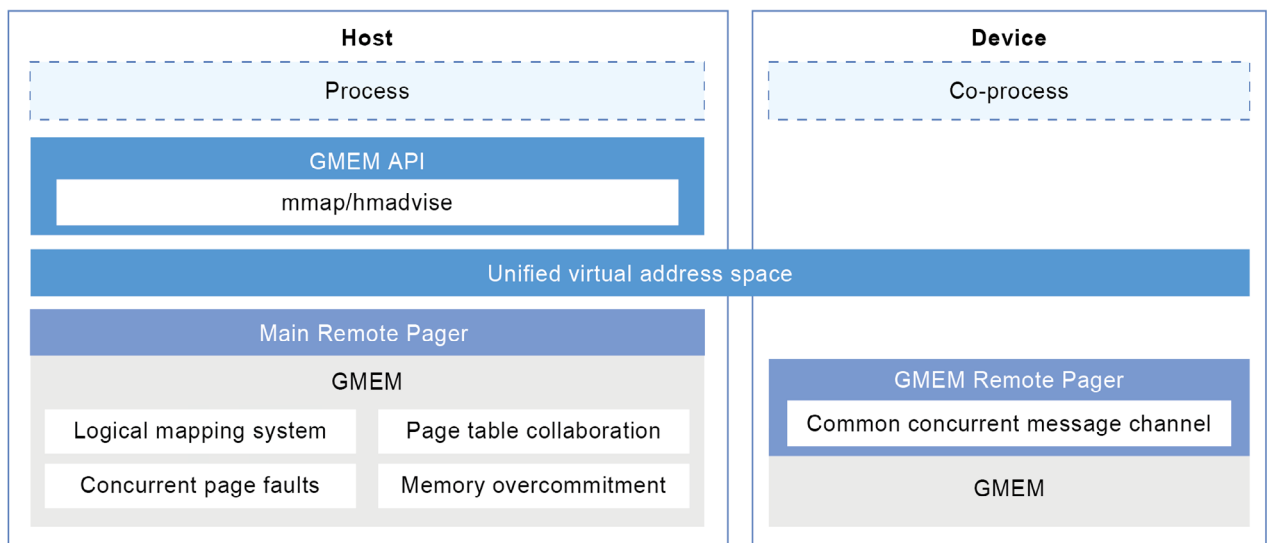 Host
Process
GMEM API
mmap/hmadvise
Device
Co-process
Unified virtual address space
Main Remote Pager
GMEM
Logical mapping system
Page table collaboration
Concurrent page faults
Memory overcommitment
GMEM Remote Pager
Common concurrent message channel
GMEM